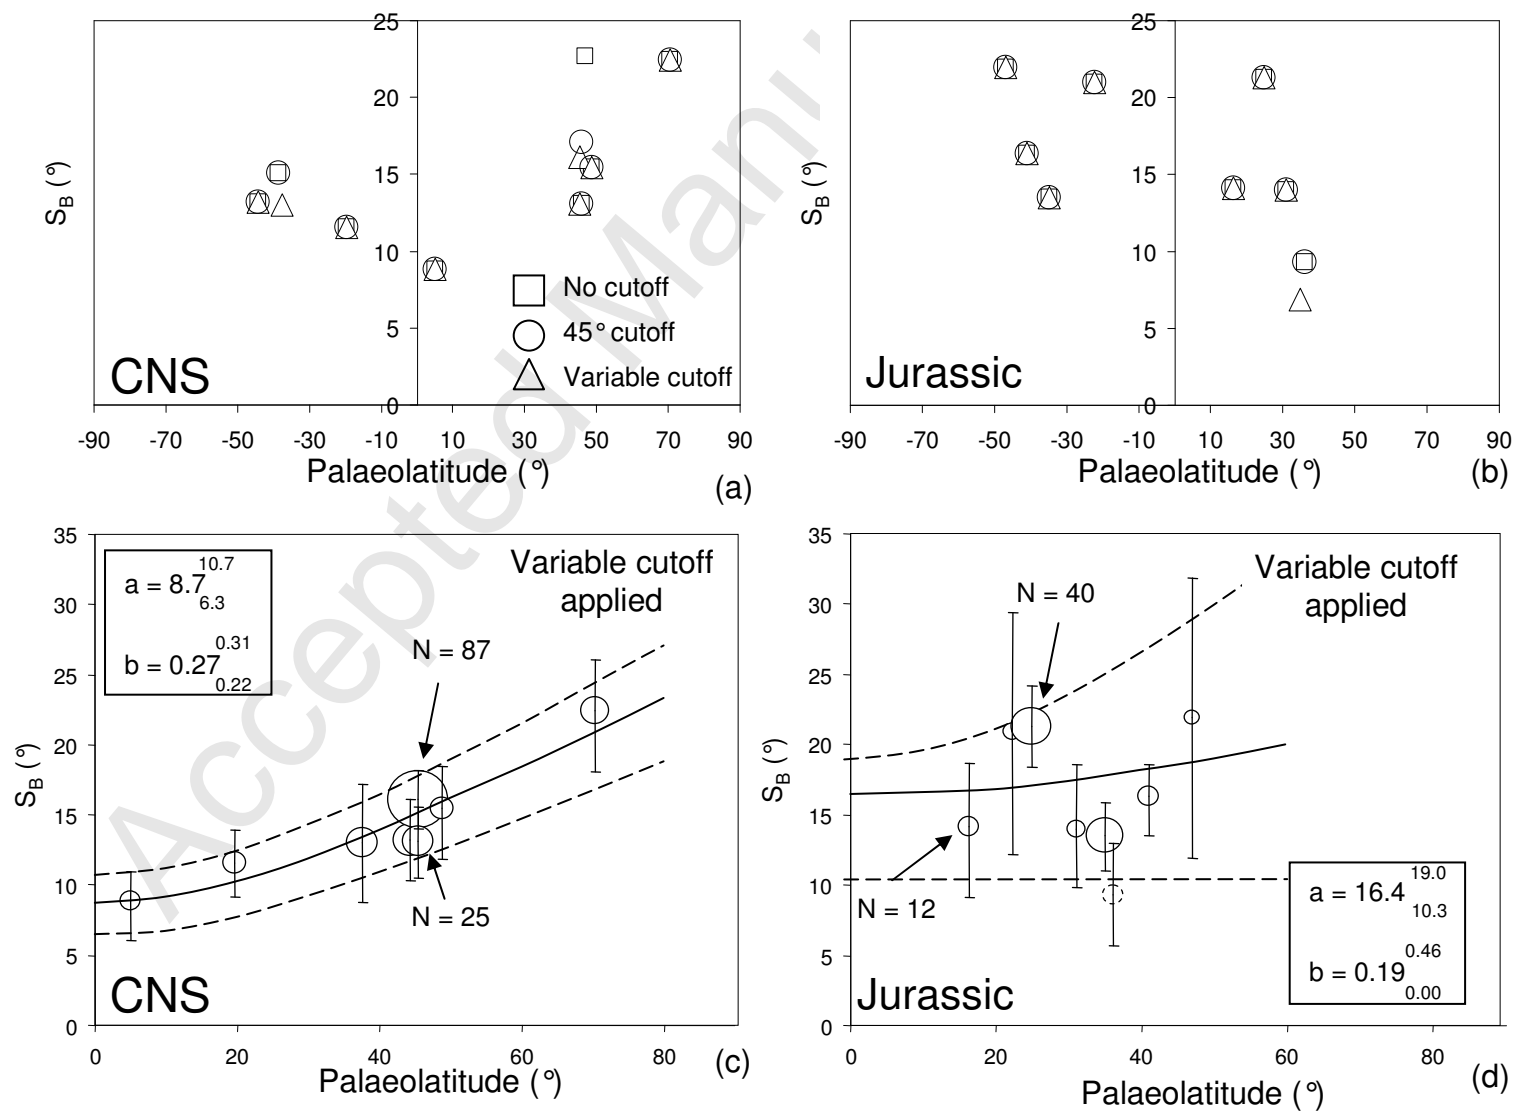 25
20
15
10
5
0
S_B (°)
No cutoff
45° cutoff
Variable cutoff
CNS
-90 -70 -50 -30 -10 10 30 50 70 90
Palaeolatitude (°)
(a)
25
20
15
10
5
0
S_B (°)
Jurassic
-90 -70 -50 -30 -10 10 30 50 70 90
Palaeolatitude (°)
(b)
Accepted Manu
35
30
25
20
15
10
5
0
S_B (°)
a = 8.7 10.7 6.3
b = 0.27 0.31 0.22
Variable cutoff
applied
N = 87
N = 25
CNS
0 20 40 60 80
Palaeolatitude (°)
(c)
35
30
25
20
15
10
5
0
S_B (°)
Variable cutoff
applied
N = 40
N = 12
a = 16.4 19.0 10.3
b = 0.19 0.46 0.00
Jurassic
0 20 40 60 80
Palaeolatitude (°)
(d)